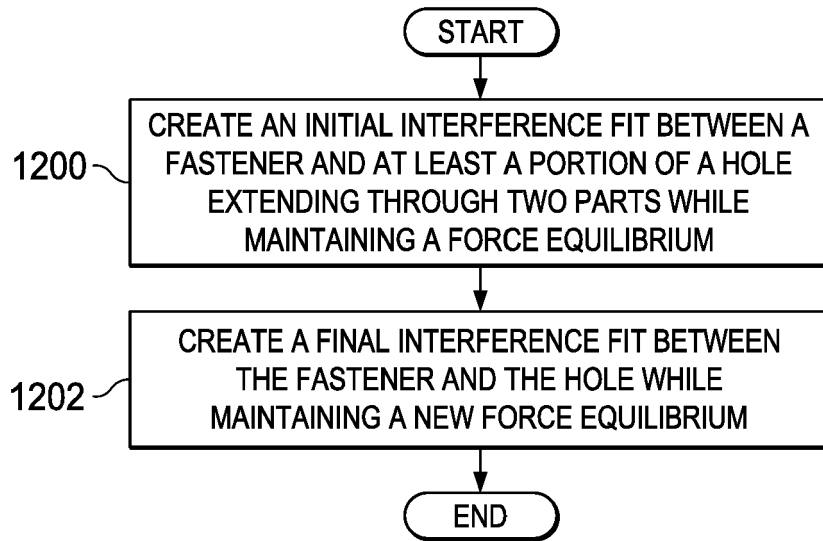 START
1200
CREATE AN INITIAL INTERFERENCE FIT BETWEEN A
FASTENER AND AT LEAST A PORTION OF A HOLE
EXTENDING THROUGH TWO PARTS WHILE
MAINTAINING A FORCE EQUILIBRIUM
1202
CREATE A FINAL INTERFERENCE FIT BETWEEN
THE FASTENER AND THE HOLE WHILE
MAINTAINING A NEW FORCE EQUILIBRIUM
END